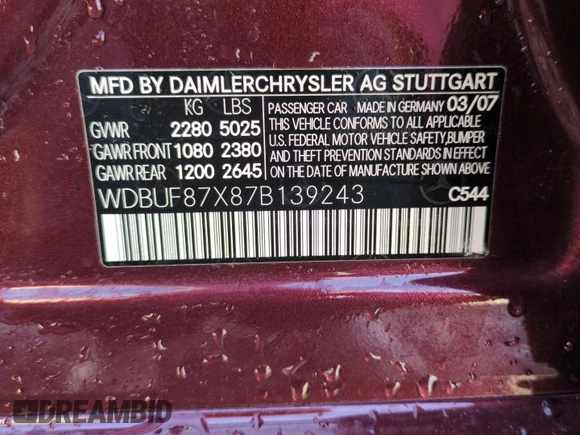 MFD BY DAIMLERCHRYSLER AG STUTTGART
KG LBS
GVWR 2280 5025
GAWR FRONT 1080 2380
GAWR REAR 1200 2645
PASSENGER CAR MADE IN GERMANY 03/07
THIS VEHICLE CONFORMS TO ALL APPLICABLE
U.S. FEDERAL MOTOR VEHICLE SAFETY, BUMPER
AND THEFT PREVENTION STANDARDS IN EFFECT ON
THE DATE OF MANUFACTURE SHOWN ABOVE
WDBUF87X87B139243 C544
DREAMBID